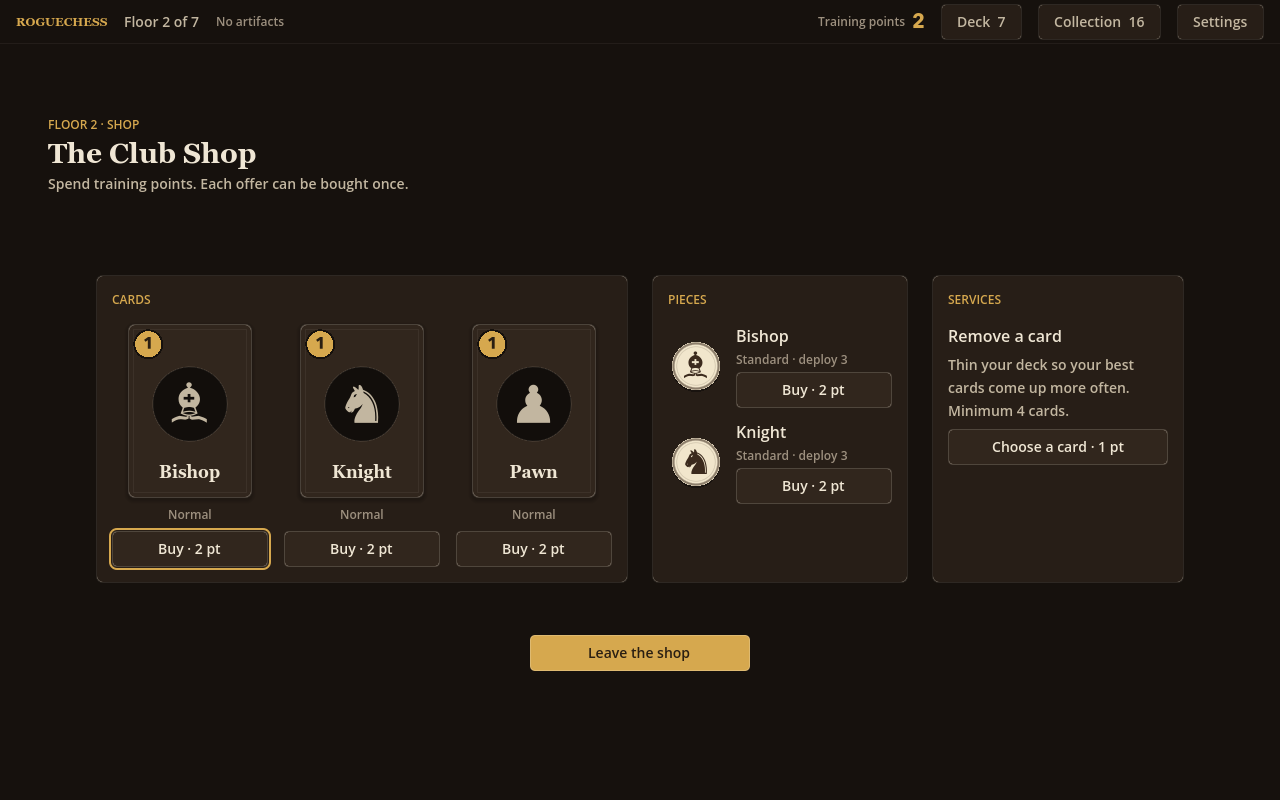 ROGUECHESS Floor 2 of 7 No artifacts Training points 2 Deck 7 Collection 16 Settings
FLOOR 2 · SHOP
The Club Shop
Spend training points. Each offer can be bought once.
CARDS
1 1 1
Bishop Knight Pawn
Normal Normal Normal
Buy · 2 pt Buy · 2 pt Buy · 2 pt
PIECES
Bishop
Standard · deploy 3
Buy · 2 pt
Knight
Standard · deploy 3
Buy · 2 pt
SERVICES
Remove a card
Thin your deck so your best
cards come up more often.
Minimum 4 cards.
Choose a card · 1 pt
Leave the shop